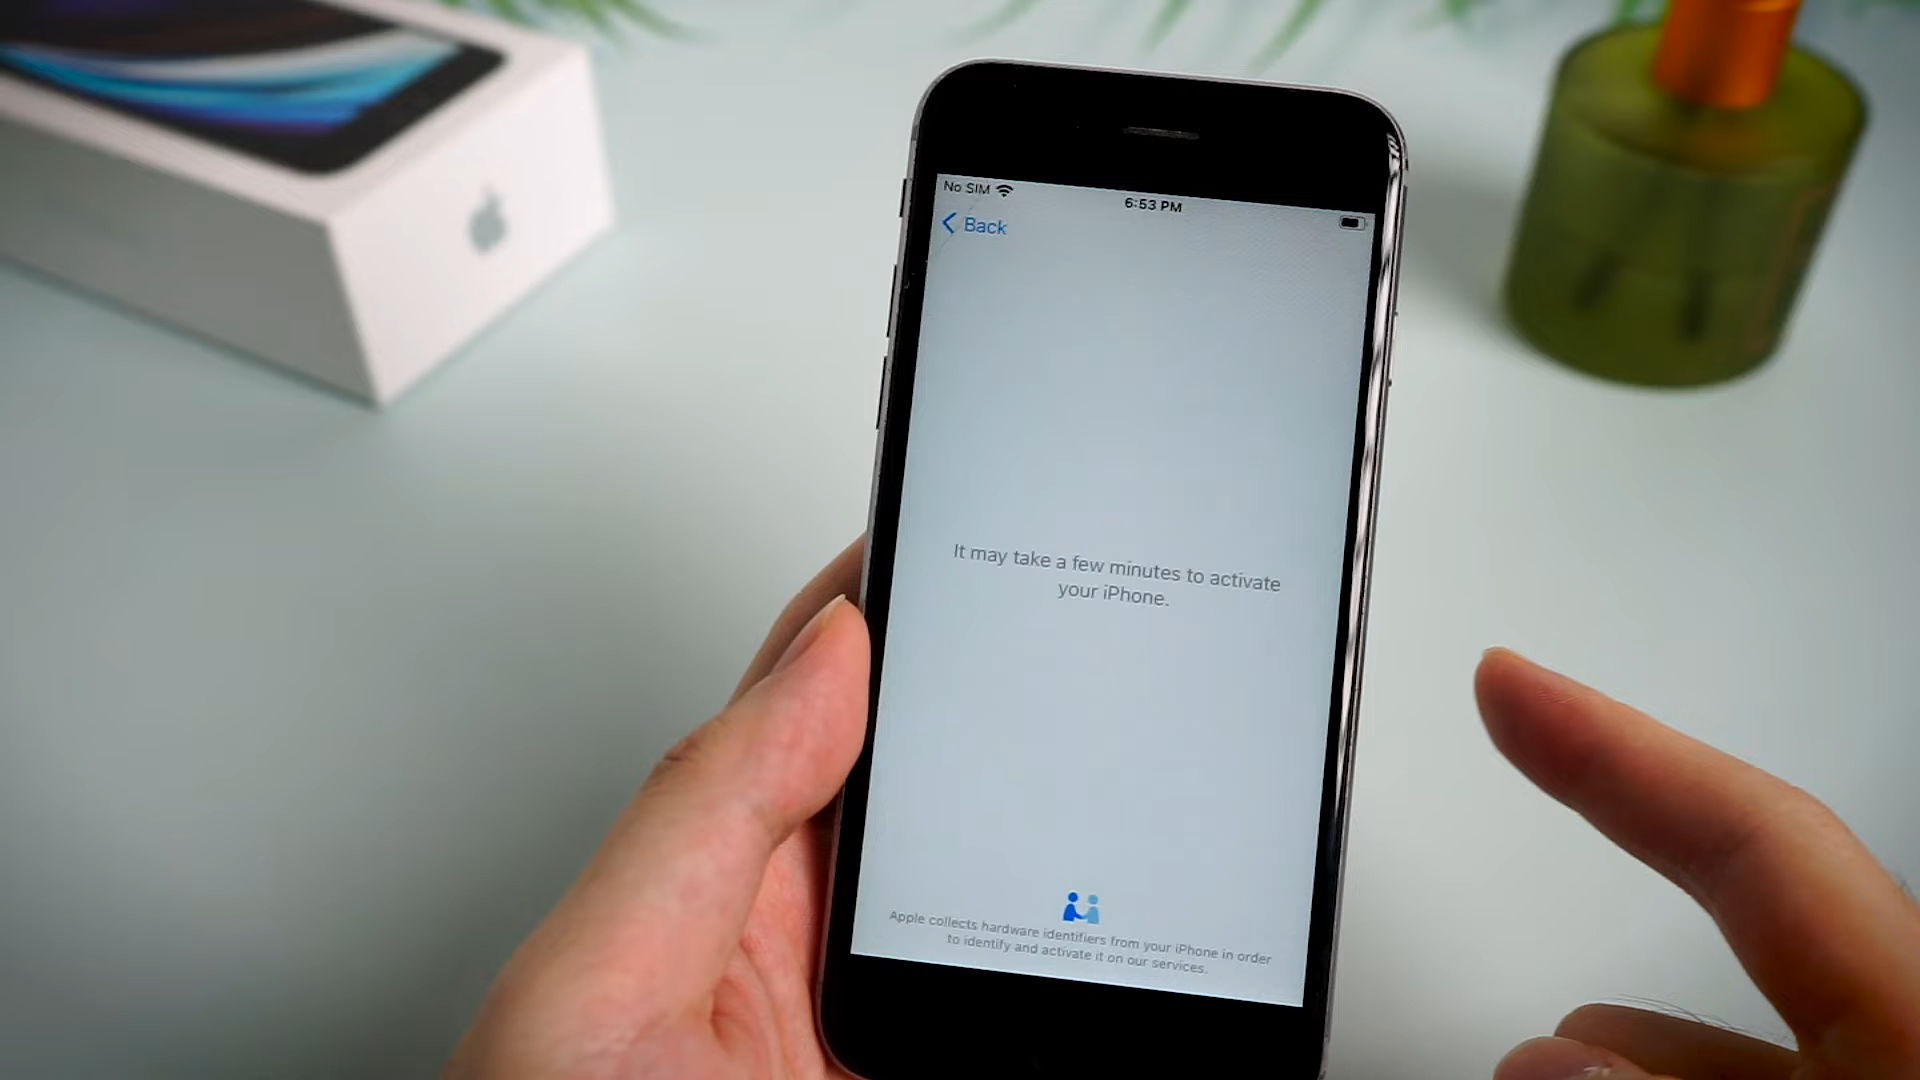 No SIM
6:53 PM
Back
It may take a few minutes to activate
your iPhone.
Apple collects hardware identifiers from your iPhone in order
to identify and activate it on our services.